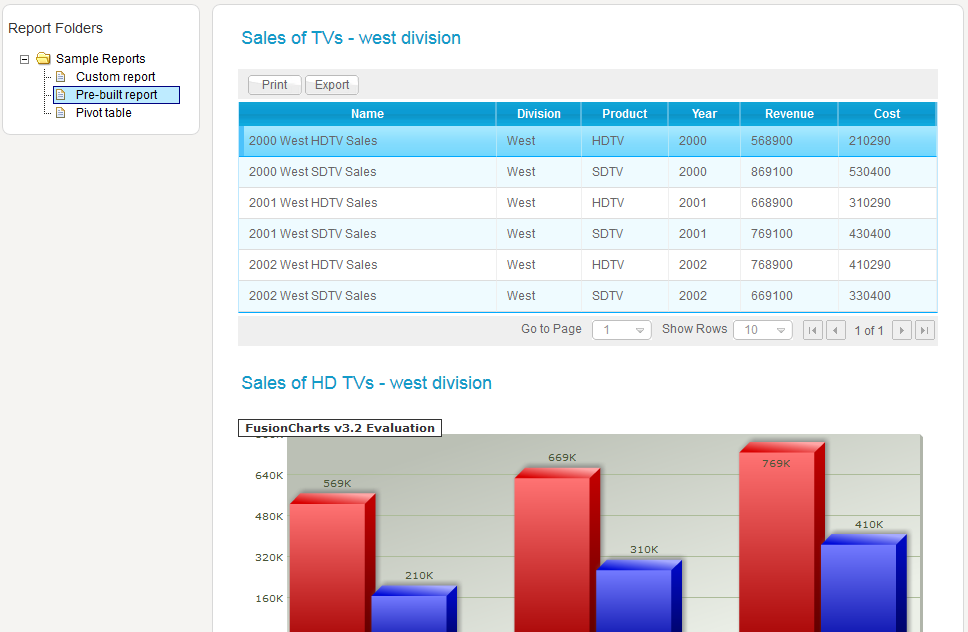 Report Folders
Sample Reports
Custom report
Pre-built report
Pivot table
Sales of TVs - west division
Print Export
Name Division Product Year Revenue Cost
2000 West HDTV Sales West HDTV 2000 568900 210290
2000 West SDTV Sales West SDTV 2000 869100 530400
2001 West HDTV Sales West HDTV 2001 668900 310290
2001 West SDTV Sales West SDTV 2001 769100 430400
2002 West HDTV Sales West HDTV 2002 768900 410290
2002 West SDTV Sales West SDTV 2002 669100 330400
Go to Page 1 Show Rows 10 1 of 1
Sales of HD TVs - west division
FusionCharts v3.2 Evaluation
669K
769K
640K
569K
480K
410K
320K
310K
210K
160K